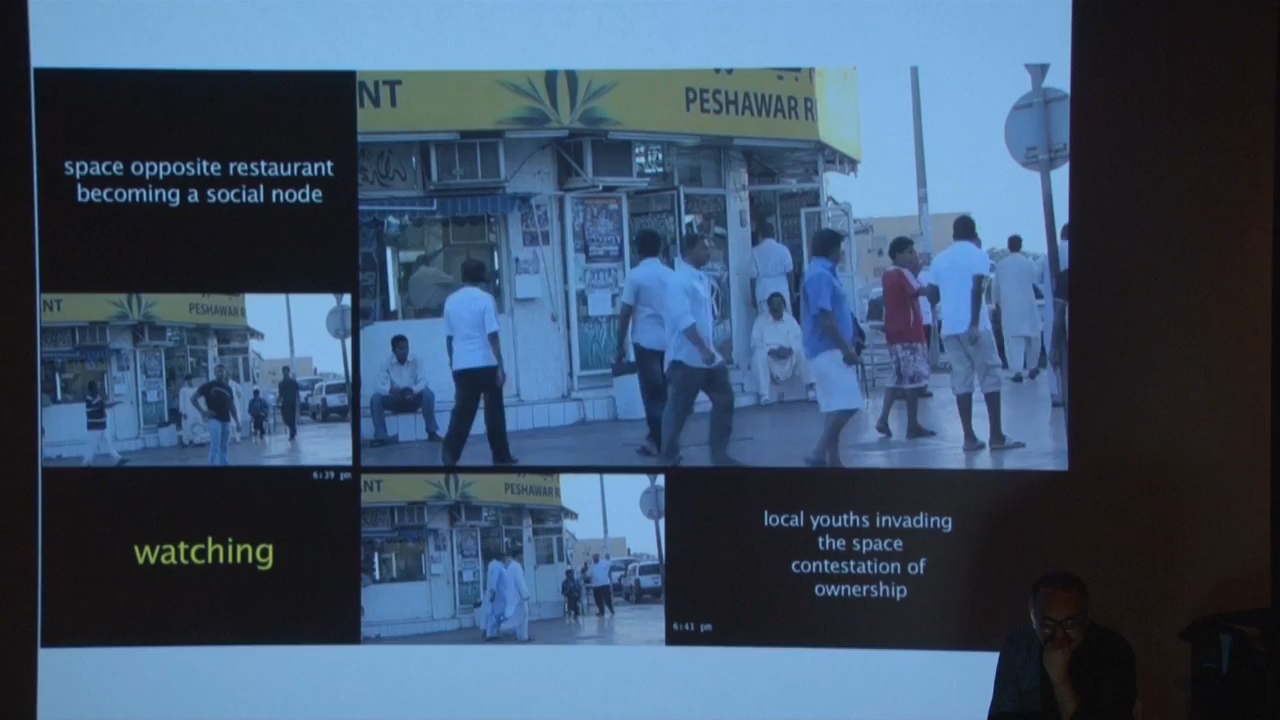 space opposite restaurant
becoming a social node
NT
PESHAWAR R
NT
PESHAWAR R
6:39 pm
watching
NT
PESHAWAR R
local youths invading
the space
contestation of
ownership
6:41 pm